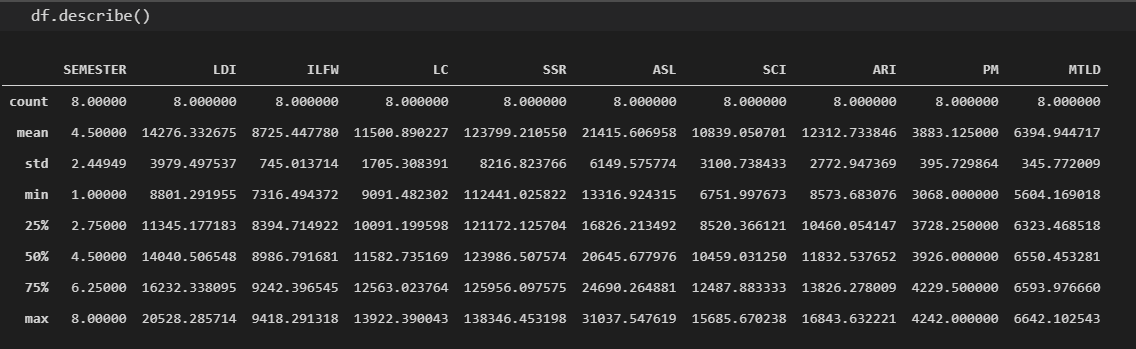 df.describe()
SEMESTER LDI ILFW LC SSR ASL SCI ARI PM MTLD
count 8.00000 8.000000 8.000000 8.000000 8.000000 8.000000 8.000000 8.000000 8.000000 8.000000
mean 4.50000 14276.332675 8725.447780 11500.890227 123799.210550 21415.606958 10839.050701 12312.733846 3883.125000 6394.944717
std 2.44949 3979.497537 745.013714 1705.308391 8216.823766 6149.575774 3100.738433 2772.947369 395.729864 345.772009
min 1.00000 8801.291955 7316.494372 9091.482302 112441.025822 13316.924315 6751.997673 8573.683076 3068.000000 5604.169018
25% 2.75000 11345.177183 8394.714922 10091.199598 121172.125704 16826.213492 8520.366121 10460.054147 3728.250000 6323.468518
50% 4.50000 14040.506548 8986.791681 11582.735169 123986.507574 20645.677976 10459.031250 11832.537652 3926.000000 6550.453281
75% 6.25000 16232.338095 9242.396545 12563.023764 125956.097575 24690.264881 12487.883333 13826.278009 4229.500000 6593.976660
max 8.00000 20528.285714 9418.291318 13922.390043 138346.453198 31037.547619 15685.670238 16843.632221 4242.000000 6642.102543